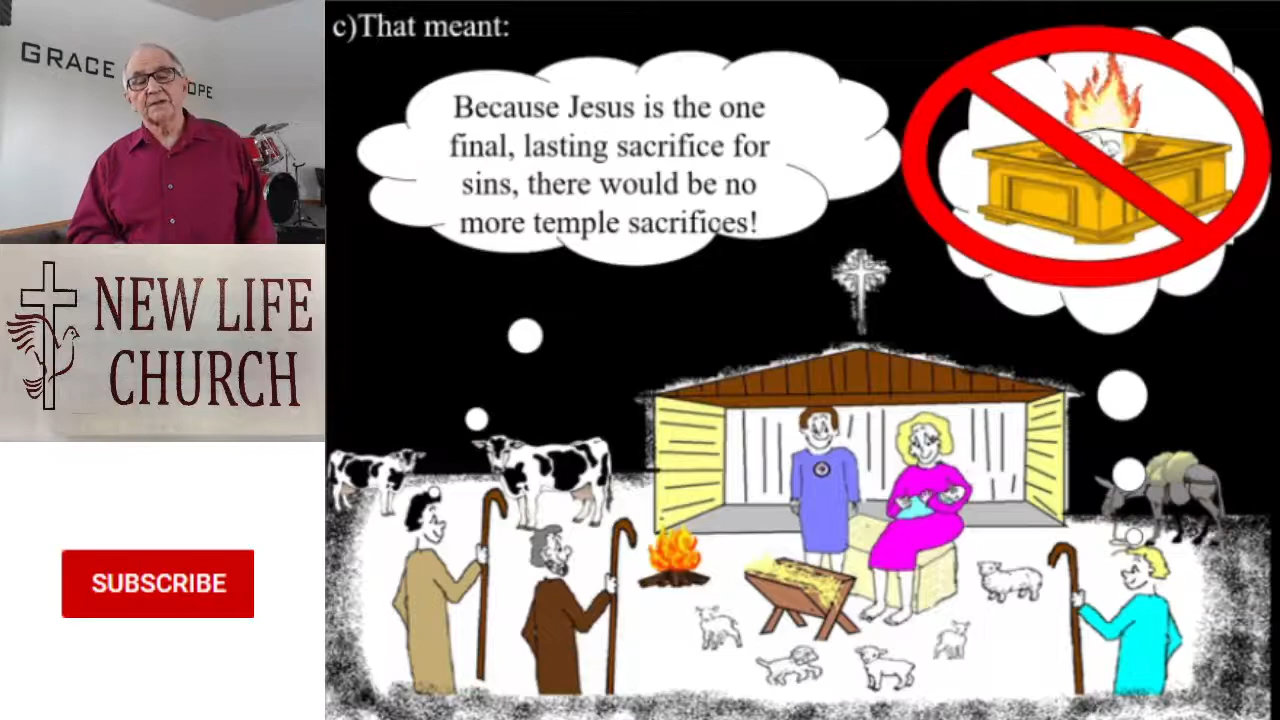 GRACE
OPE
NEW LIFE
CHURCH
SUBSCRIBE
c)That meant:
Because Jesus is the one
final, lasting sacrifice for
sins, there would be no
more temple sacrifices!